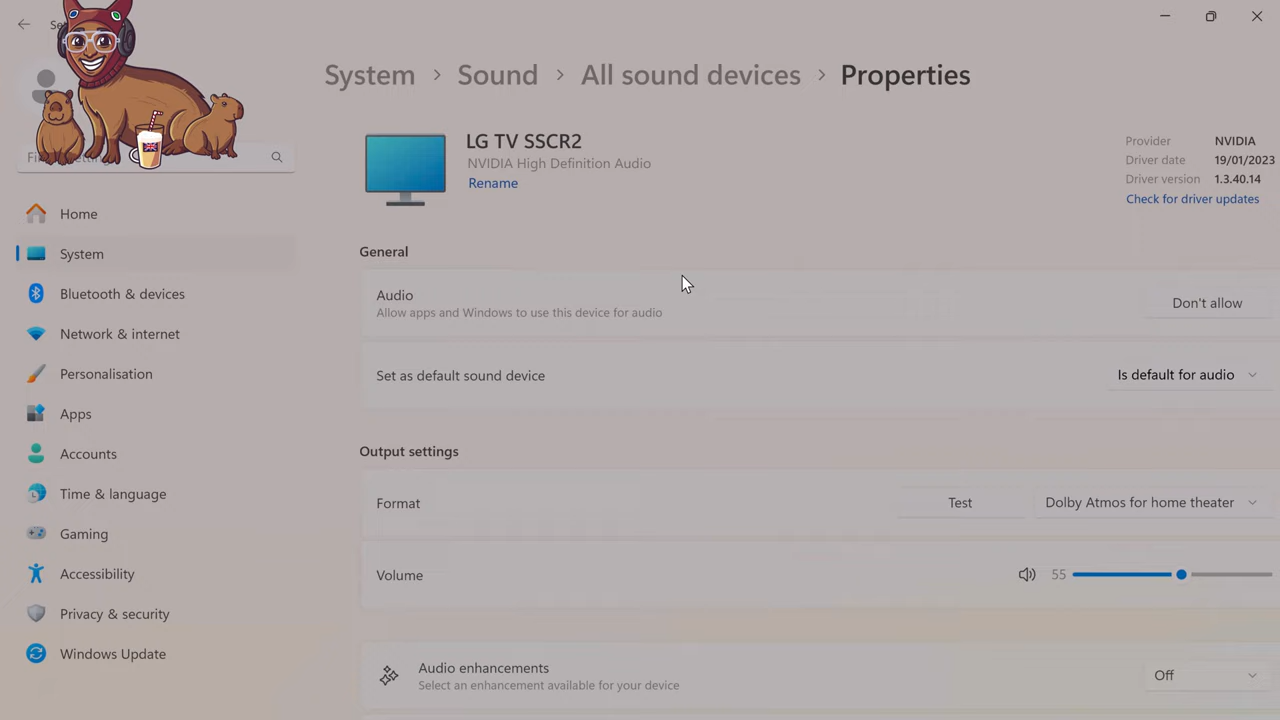 System > Sound > All sound devices > Properties
LG TV SSCR2
NVIDIA High Definition Audio
Rename
Provider NVIDIA
Driver date 19/01/2023
Driver version 1.3.40.14
Check for driver updates
Home
System
Bluetooth & devices
Network & internet
Personalisation
Apps
Accounts
Time & language
Gaming
Accessibility
Privacy & security
Windows Update
General
Audio
Allow apps and Windows to use this device for audio
Don't allow
Set as default sound device
Is default for audio
Output settings
Format
Test
Dolby Atmos for home theater
Volume
55
Audio enhancements
Select an enhancement available for your device
Off